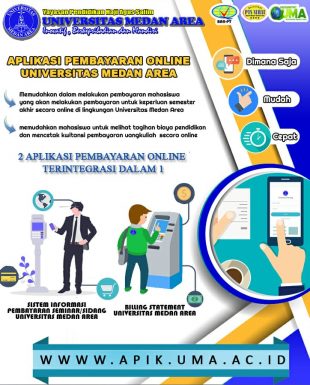 Yayasan Pendidikan Haji Agus Salim
UNIVERSITAS MEDAN AREA
Inovatif, Berkepribadian dan Mandiri
BAN-PT
UMA
APLIKASI PEMBAYARAN ONLINE
UNIVERSITAS MEDAN AREA
Memudahkan dalam melakukan pembayaran mahasiswa
yang akan melakukan pembayaran untuk keperluan semester
akhir secara online di lingkungan Universitas Medan Area
memudahkan mahasiswa untuk melihat tagihan biaya pendidikan
dan mencetak kuitansi pembayaran uangkuliah secara online
Dimana Saja
Mudah
Cepat
2 APLIKASI PEMBAYARAN ONLINE
TERINTEGRASI DALAM 1
SISTEM INFORMASI
PEMBAYARAN SEMINAR/SIDANG
UNIVERSITAS MEDAN AREA
BILLING STATEMENT
UNIVERSITAS MEDAN AREA
WWW.APIK.UMA.AC.ID